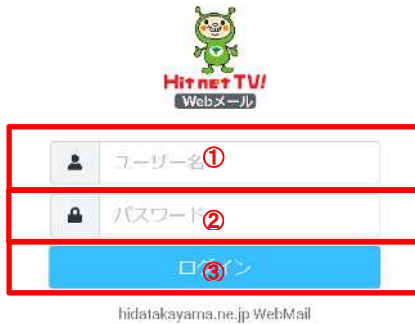 Hit net TV!
Webメール
ユーザー名①
パスワード②
ログイン③
hidatakayama.ne.jp WebMail